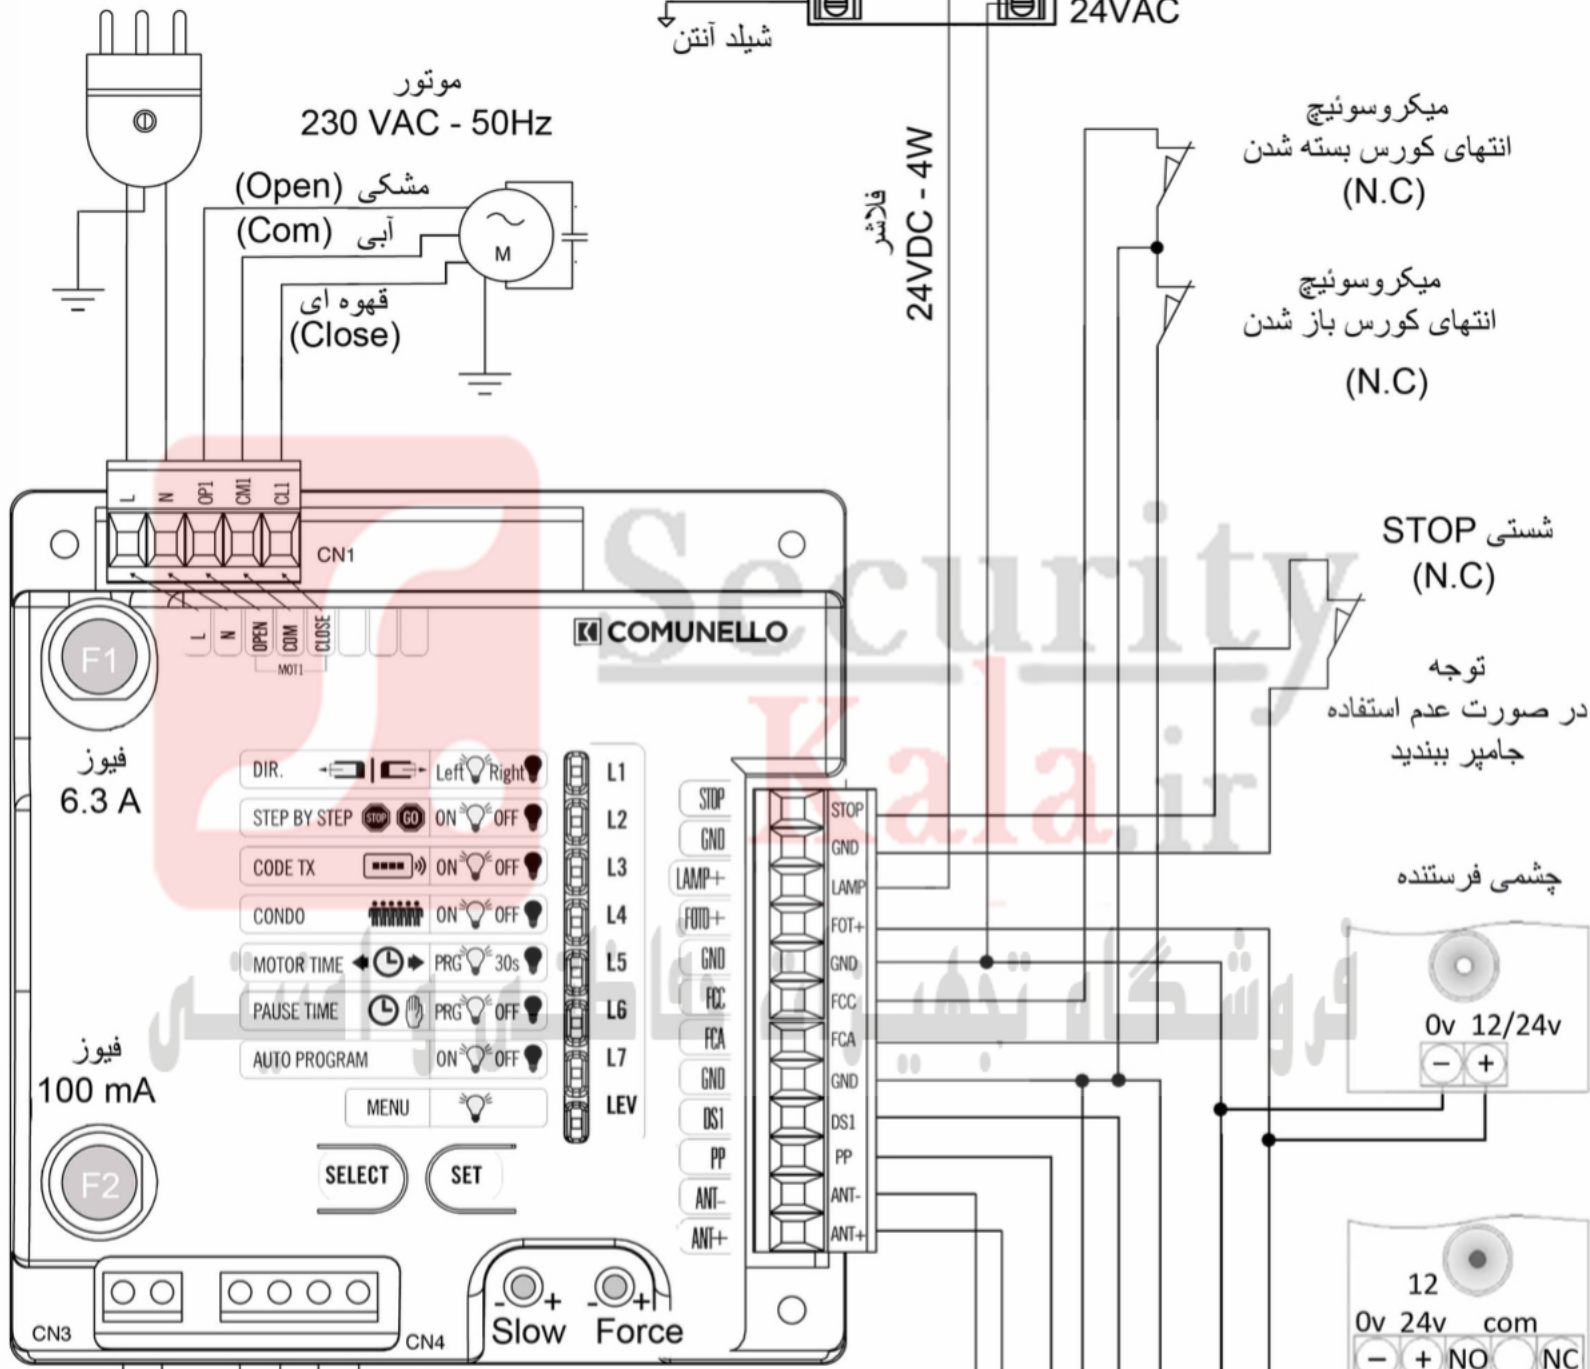 شیلد آنتن
24VAC
موتور
230 VAC - 50Hz
(Open) مشکی
(Com) آبی
M
قهوه ای
(Close)
فلاشر
24VDC - 4W
میکروسوئیچ
انتهای کورس بسته شدن
(N.C)
میکروسوئیچ
انتهای کورس باز شدن
(N.C)
شستی STOP
(N.C)
توجه
در صورت عدم استفاده
جامپر ببندید
چشمی فرستنده
0v 12/24v
- +
12
0v 24v com
- + NO NC
L N OP1 CM1 CL1
CN1
L N OPEN COM CLOSE
MOT1
COMUNELLO
F1
فیوز
6.3 A
فیوز
100 mA
F2
DIR. Left Right L1
STEP BY STEP STOP GO ON OFF L2
CODE TX ON OFF L3
CONDO ON OFF L4
MOTOR TIME PRG 30s L5
PAUSE TIME PRG OFF L6
AUTO PROGRAM ON OFF L7
MENU LEV
SELECT SET
STOP STOP
GND GND
LAMP+ LAMP
FOTO+ FOT+
GND GND
FCC FCC
FCA FCA
GND GND
DS1 DS1
PP PP
ANT- ANT-
ANT+ ANT+
CN3
CN4
- + - +
Slow Force
Security
Kala.ir
فروشگاه تجهیزات حفاظتی و امنیتی